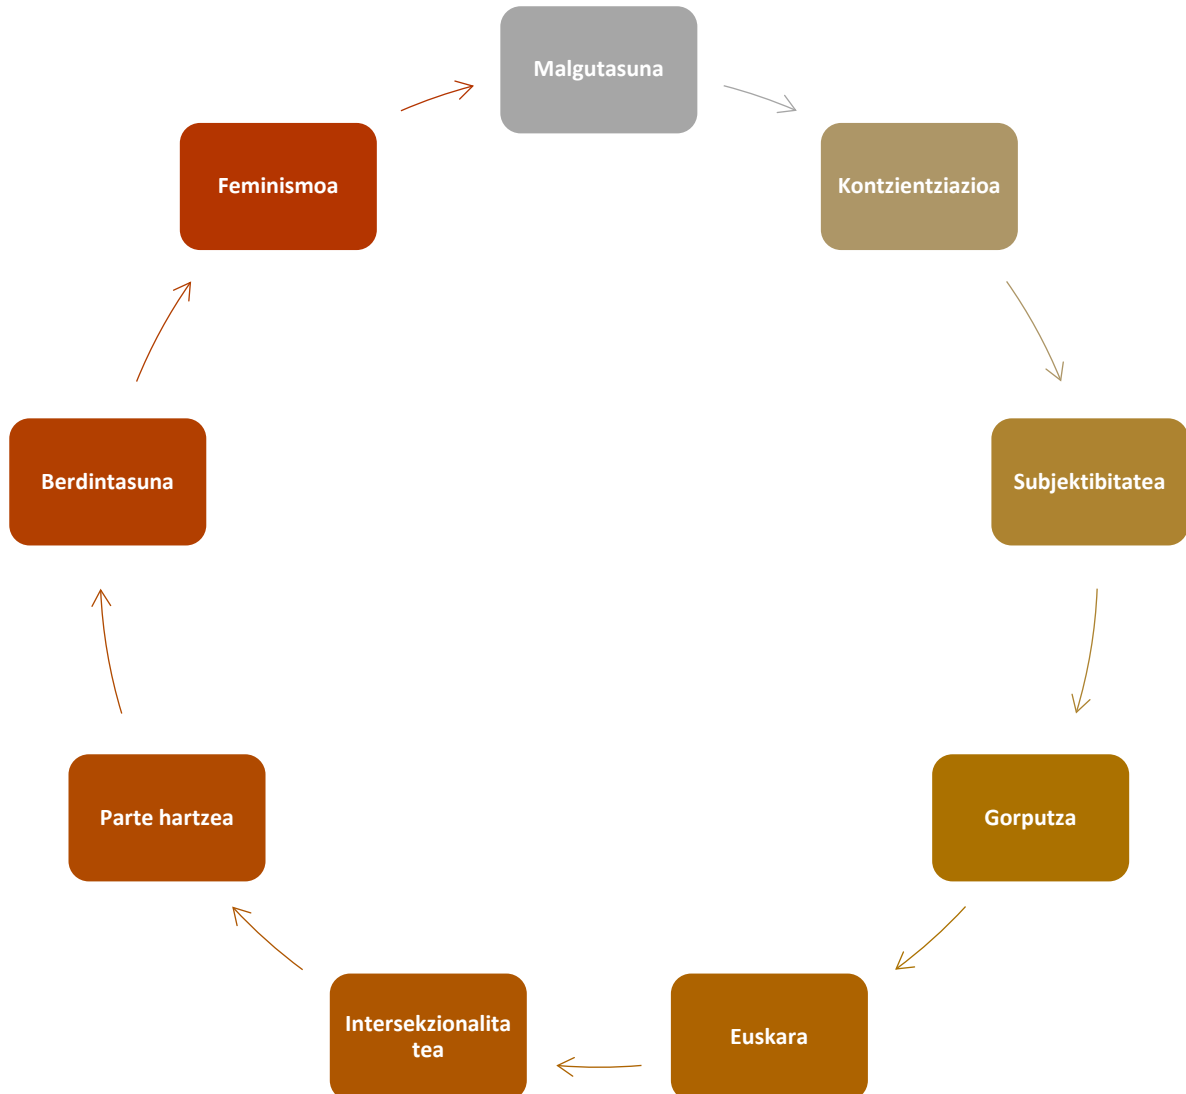 Malgutasuna
Kontzientziazioa
Subjektibitatea
Gorputza
Euskara
Intersekzionalita
tea
Parte hartzea
Berdintasuna
Feminismoa